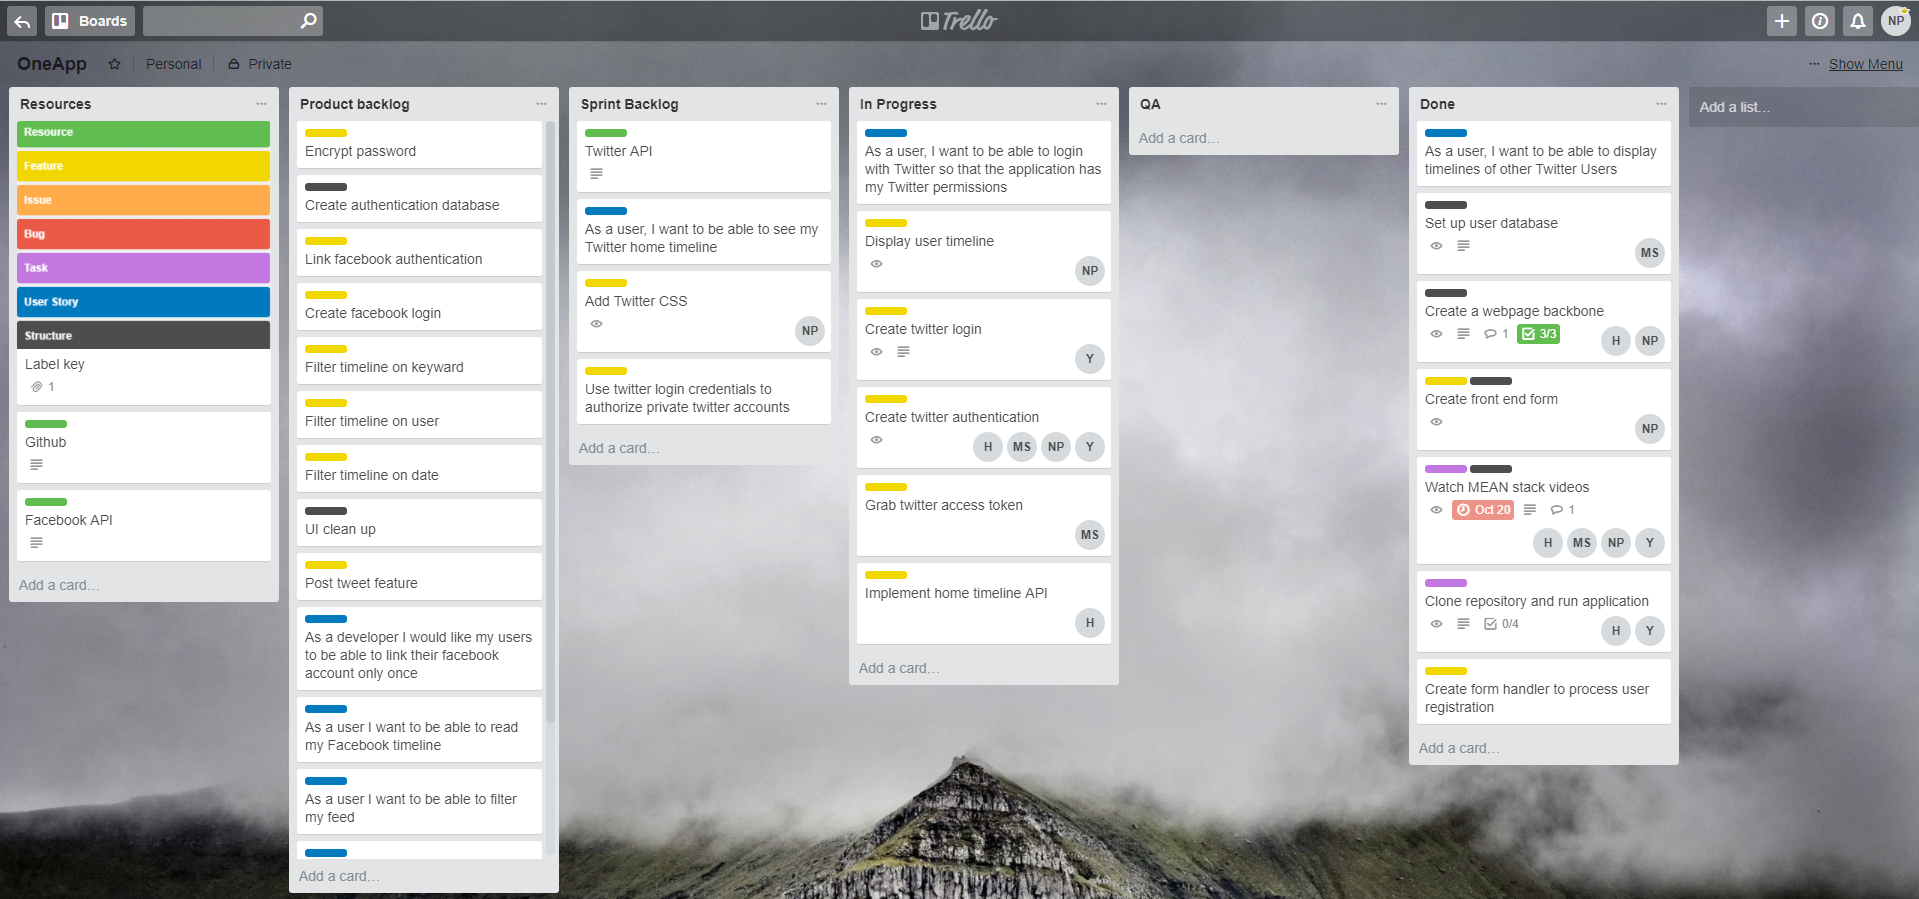 Boards
Trello
NP
OneApp
Personal
Private
... Show Menu
Resources
Resource
Feature
Issue
Bug
Task
User Story
Structure
Label key
1
Github
Facebook API
Add a card...
Product backlog
Encrypt password
Create authentication database
Link facebook authentication
Create facebook login
Filter timeline on keyward
Filter timeline on user
Filter timeline on date
UI clean up
Post tweet feature
As a developer I would like my users
to be able to link their facebook
account only once
As a user I want to be able to read
my Facebook timeline
As a user I want to be able to filter
my feed
Add a card...
Sprint Backlog
Twitter API
As a user, I want to be able to see my
Twitter home timeline
Add Twitter CSS
NP
Use twitter login credentials to
authorize private twitter accounts
Add a card...
In Progress
As a user, I want to be able to login
with Twitter so that the application has
my Twitter permissions
Display user timeline
NP
Create twitter login
Y
Create twitter authentication
H MS NP Y
Grab twitter access token
MS
Implement home timeline API
H
Add a card...
QA
Add a card...
Done
As a user, I want to be able to display
timelines of other Twitter Users
Set up user database
MS
Create a webpage backbone
1 3/3 H NP
Create front end form
NP
Watch MEAN stack videos
Oct 20 1
H MS NP Y
Clone repository and run application
0/4 H Y
Create form handler to process user
registration
Add a card...
Add a list...